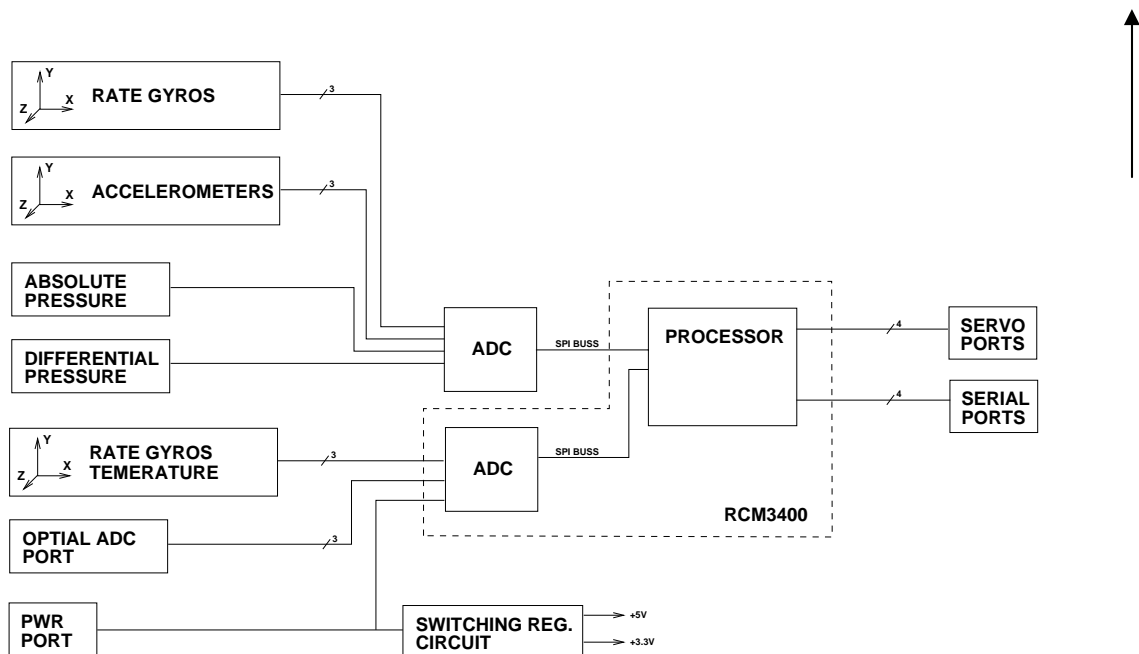 Y
X
Z
RATE GYROS
3
Y
X
Z
ACCELEROMETERS
3
ABSOLUTE
PRESSURE
DIFFERENTIAL
PRESSURE
ADC
SPI BUSS
PROCESSOR
4
SERVO
PORTS
4
SERIAL
PORTS
Y
X
Z
RATE GYROS
TEMERATURE
3
ADC
SPI BUSS
RCM3400
OPTIAL ADC
PORT
3
PWR
PORT
SWITCHING REG.
CIRCUIT
+5V
+3.3V